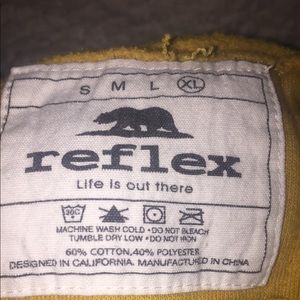 S M L XL
reflex
Life is out there
30C
MACHINE WASH COLD • DO NOT BLEACH
TUMBLE DRY LOW • DO NOT IRON
60% COTTON, 40% POLYESTER
DESIGNED IN CALIFORNIA. MANUFACTURED IN CHINA